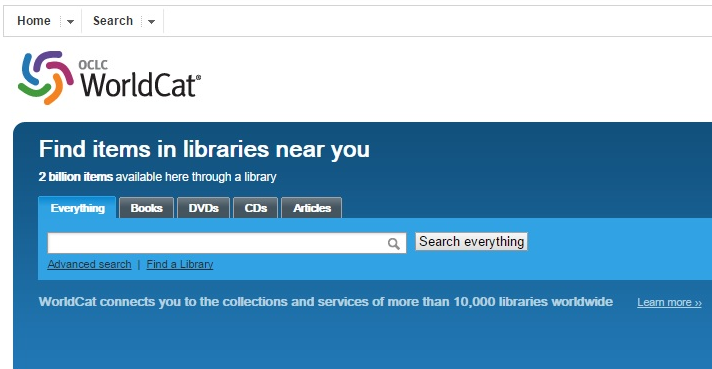 Home Search
OCLC
WorldCat®
Find items in libraries near you
2 billion items available here through a library
Everything Books DVDs CDs Articles
Search everything
Advanced search | Find a Library
WorldCat connects you to the collections and services of more than 10,000 libraries worldwide Learn more ››